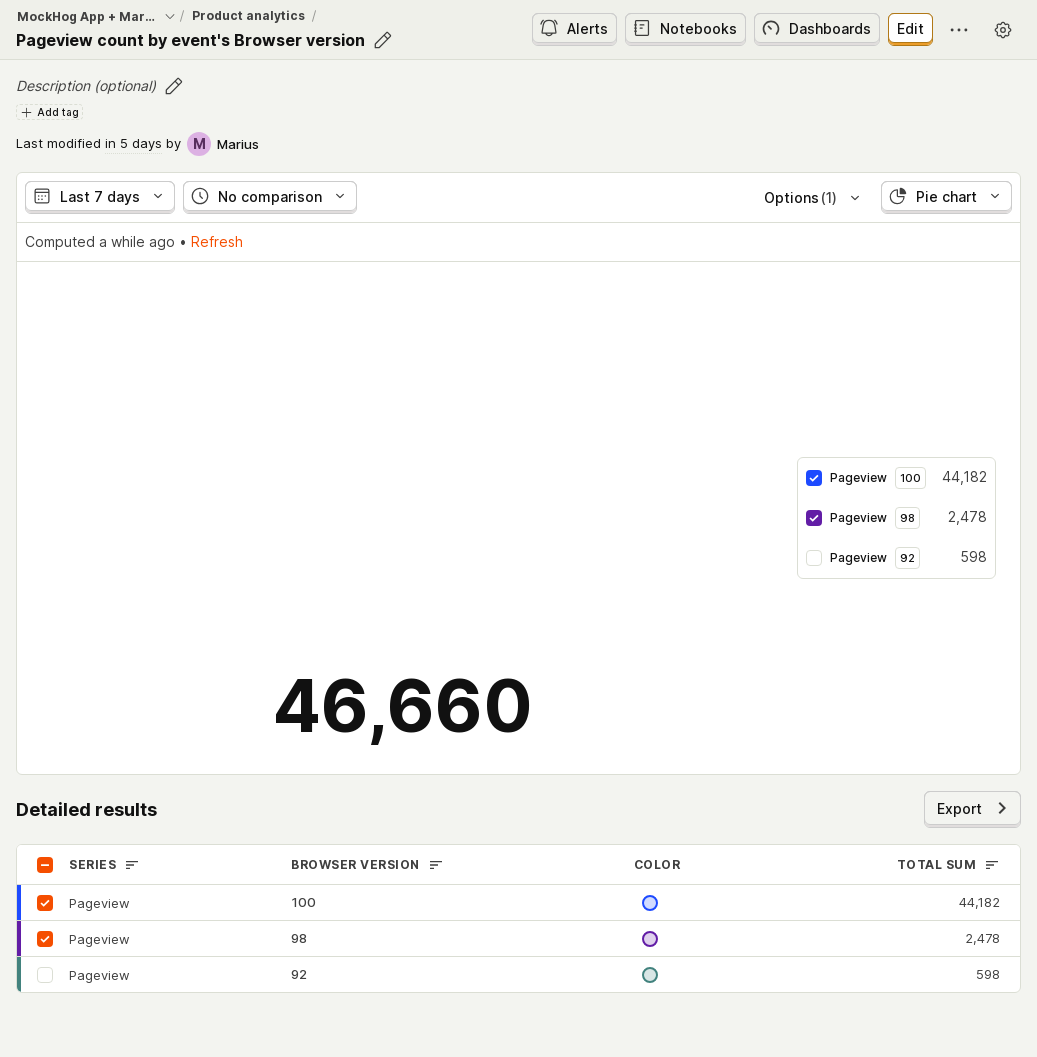 MockHog App + Mar... / Product analytics /
Pageview count by event's Browser version
Alerts
Notebooks
Dashboards
Edit
Description (optional)
Add tag
Last modified in 5 days by M Marius
Last 7 days
No comparison
Options (1)
Pie chart
Computed a while ago • Refresh
Pageview 100 44,182
Pageview 98 2,478
Pageview 92 598
46,660
Detailed results
Export
SERIES BROWSER VERSION COLOR TOTAL SUM
Pageview 100 44,182
Pageview 98 2,478
Pageview 92 598